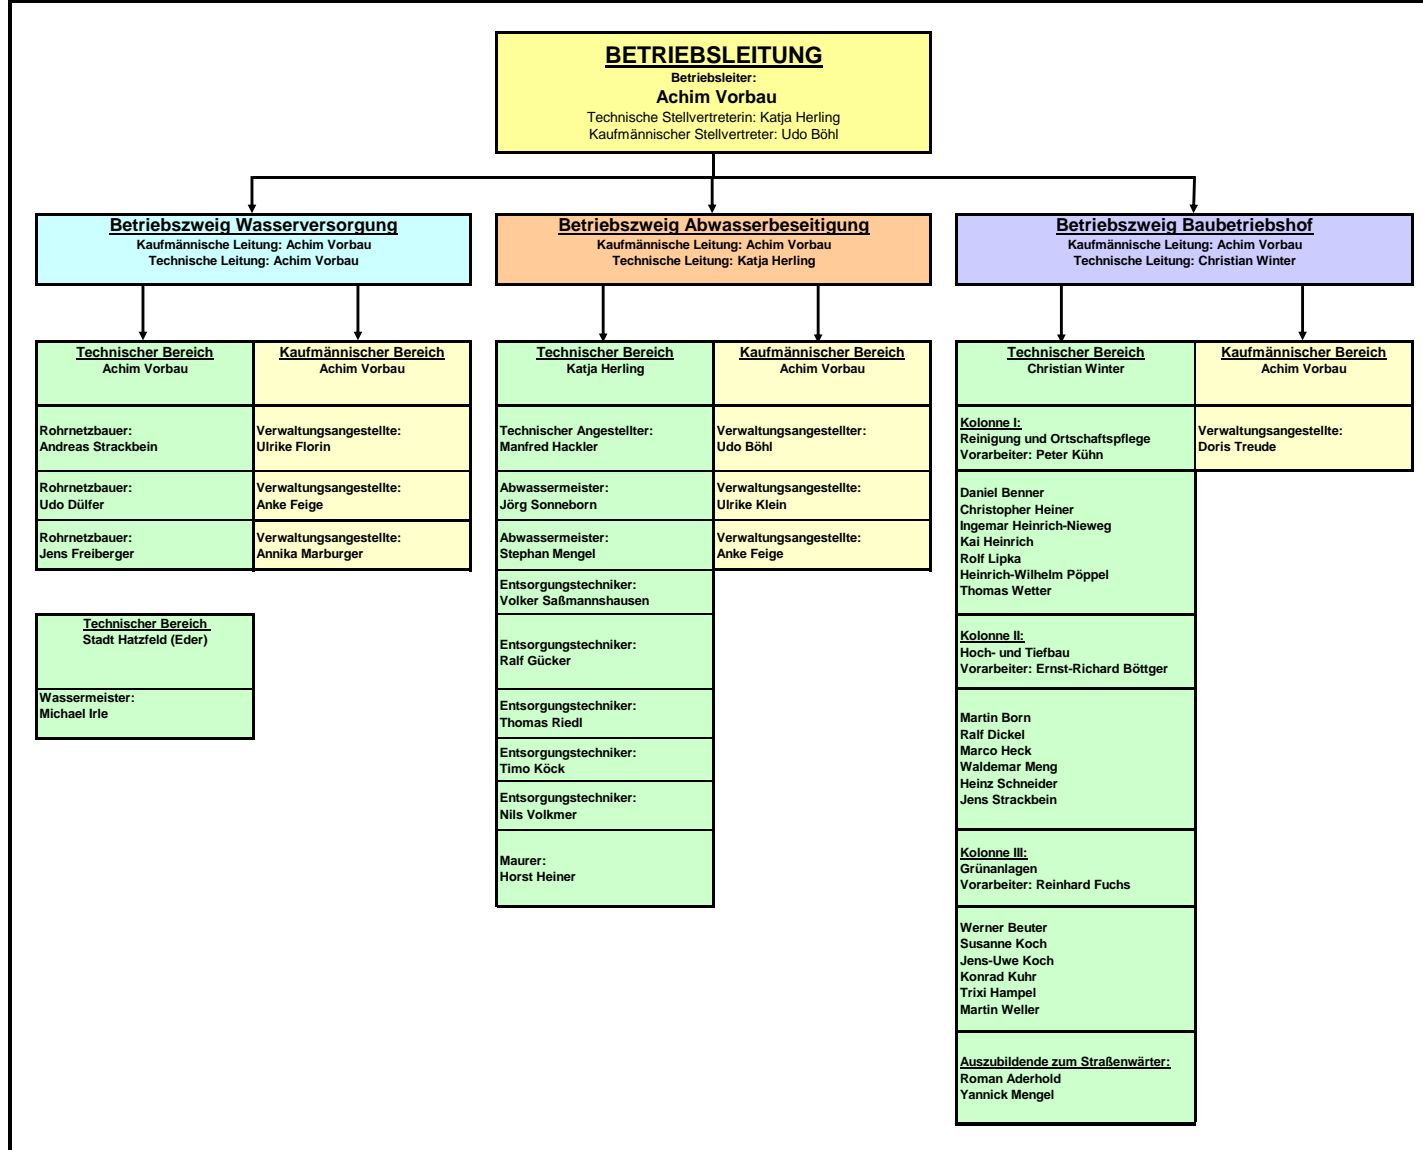 BETRIEBSLEITUNG
Betriebsleiter:
Achim Vorbau
Technische Stellvertreterin: Katja Herling
Kaufmännischer Stellvertreter: Udo Böhl
Betriebszweig Wasserversorgung
Kaufmännische Leitung: Achim Vorbau
Technische Leitung: Achim Vorbau
Technischer Bereich
Achim Vorbau
Rohrnetzbauer:
Andreas Strackbein
Rohrnetzbauer:
Udo Dülfer
Rohrnetzbauer:
Jens Freiberger
Kaufmännischer Bereich
Achim Vorbau
Verwaltungsangestellte:
Ulrike Florin
Verwaltungsangestellte:
Anke Feige
Verwaltungsangestellte:
Annika Marburger
Technischer Bereich
Stadt Hatzfeld (Eder)
Wassermeister:
Michael Irle
Betriebszweig Abwasserbeseitigung
Kaufmännische Leitung: Achim Vorbau
Technische Leitung: Katja Herling
Technischer Bereich
Katja Herling
Technischer Angestellter:
Manfred Hackler
Abwassermeister:
Jörg Sonneborn
Abwassermeister:
Stephan Mengel
Entsorgungstechniker:
Volker Saßmannshausen
Entsorgungstechniker:
Ralf Gücker
Entsorgungstechniker:
Thomas Riedl
Entsorgungstechniker:
Timo Köck
Entsorgungstechniker:
Nils Volkmer
Maurer:
Horst Heiner
Kaufmännischer Bereich
Achim Vorbau
Verwaltungsangestellter:
Udo Böhl
Verwaltungsangestellte:
Ulrike Klein
Verwaltungsangestellte:
Anke Feige
Betriebszweig Baubetriebshof
Kaufmännische Leitung: Achim Vorbau
Technische Leitung: Christian Winter
Technischer Bereich
Christian Winter
Kolonne I:
Reinigung und Ortschaftspflege
Vorarbeiter: Peter Kühn
Daniel Benner
Christopher Heiner
Ingemar Heinrich-Nieweg
Kai Heinrich
Rolf Lipka
Heinrich-Wilhelm Pöppel
Thomas Wetter
Kolonne II:
Hoch- und Tiefbau
Vorarbeiter: Ernst-Richard Böttger
Martin Born
Ralf Dickel
Marco Heck
Waldemar Meng
Heinz Schneider
Jens Strackbein
Kolonne III:
Grünanlagen
Vorarbeiter: Reinhard Fuchs
Werner Beuter
Susanne Koch
Jens-Uwe Koch
Konrad Kuhr
Trixi Hampel
Martin Weller
Auszubildende zum Straßenwärter:
Roman Aderhold
Yannick Mengel
Kaufmännischer Bereich
Achim Vorbau
Verwaltungsangestellte:
Doris Treude